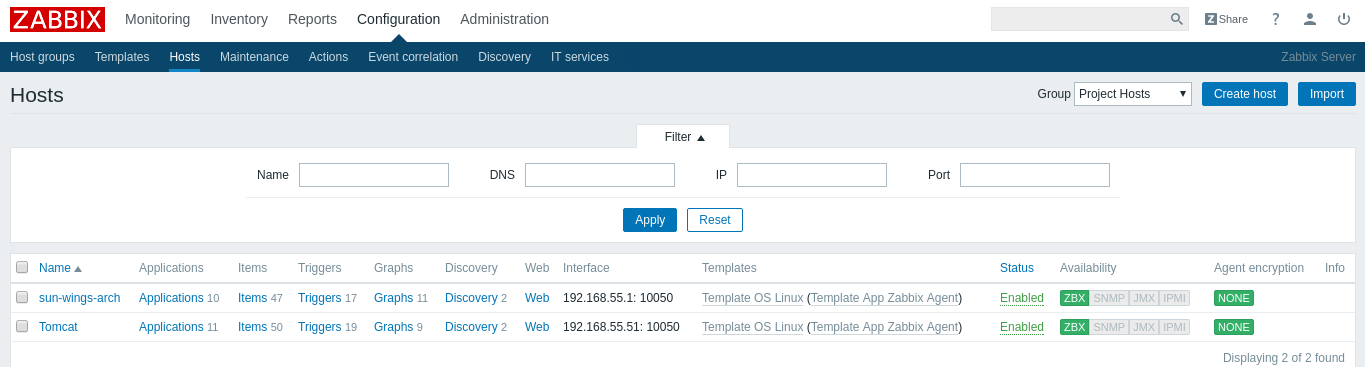 ZABBIX Monitoring Inventory Reports Configuration Administration Z Share ?
Host groups Templates Hosts Maintenance Actions Event correlation Discovery IT services Zabbix Server
Hosts Group Project Hosts Create host Import
Filter
Name DNS IP Port
Apply Reset
Name Applications Items Triggers Graphs Discovery Web Interface Templates Status Availability Agent encryption Info
sun-wings-arch Applications 10 Items 47 Triggers 17 Graphs 11 Discovery 2 Web 192.168.55.1: 10050 Template OS Linux (Template App Zabbix Agent) Enabled ZBX SNMP JMX IPMI NONE
Tomcat Applications 11 Items 50 Triggers 19 Graphs 9 Discovery 2 Web 192.168.55.51: 10050 Template OS Linux (Template App Zabbix Agent) Enabled ZBX SNMP JMX IPMI NONE
Displaying 2 of 2 found